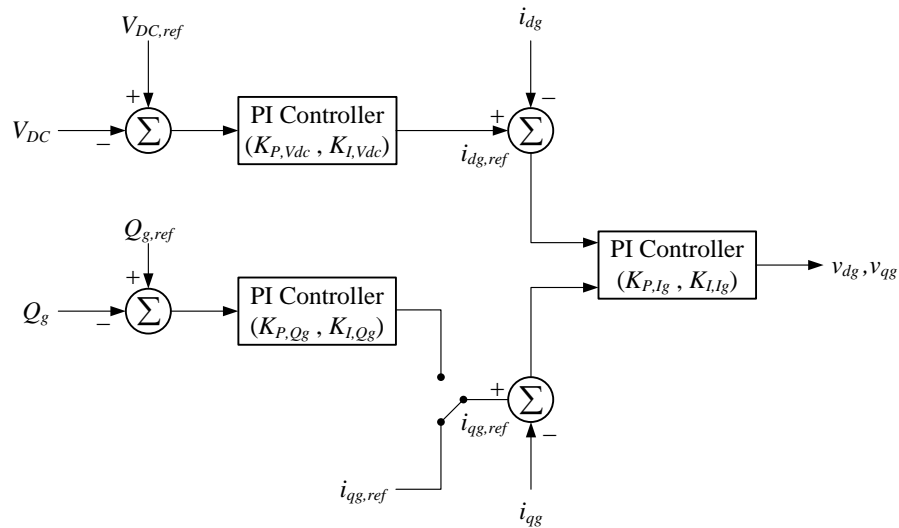 V_{DC,ref}
i_{dg}
+
−
V_{DC}
−
Σ
PI Controller
(K_{P,Vdc} , K_{I,Vdc})
+
i_{dg,ref}
Σ
Q_{g,ref}
+
Q_g
−
Σ
PI Controller
(K_{P,Qg} , K_{I,Qg})
PI Controller
(K_{P,Ig} , K_{I,Ig})
v_{dg},v_{qg}
+
i_{qg,ref}
Σ
−
i_{qg,ref}
i_{qg}